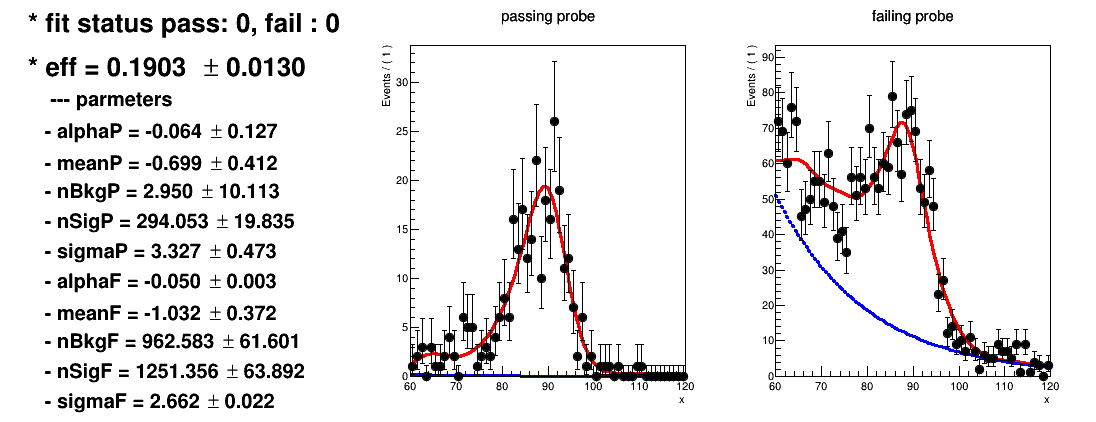 * fit status pass: 0, fail : 0
* eff = 0.1903 ± 0.0130
--- parmeters
- alphaP = -0.064 ± 0.127
- meanP = -0.699 ± 0.412
- nBkgP = 2.950 ± 10.113
- nSigP = 294.053 ± 19.835
- sigmaP = 3.327 ± 0.473
- alphaF = -0.050 ± 0.003
- meanF = -1.032 ± 0.372
- nBkgF = 962.583 ± 61.601
- nSigF = 1251.356 ± 63.892
- sigmaF = 2.662 ± 0.022
passing probe
Events / ( 1 )
30
25
20
15
10
5
0
60 70 80 90 100 110 120
x
failing probe
Events / ( 1 )
90
80
70
60
50
40
30
20
10
0
60 70 80 90 100 110 120
x